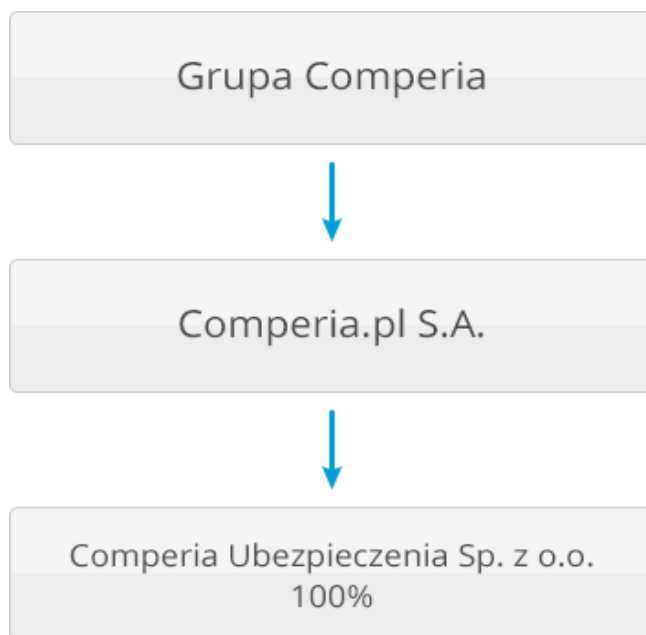 Grupa Comperia
Comperia.pl S.A.
Comperia Ubezpieczenia Sp. z o.o.
100%